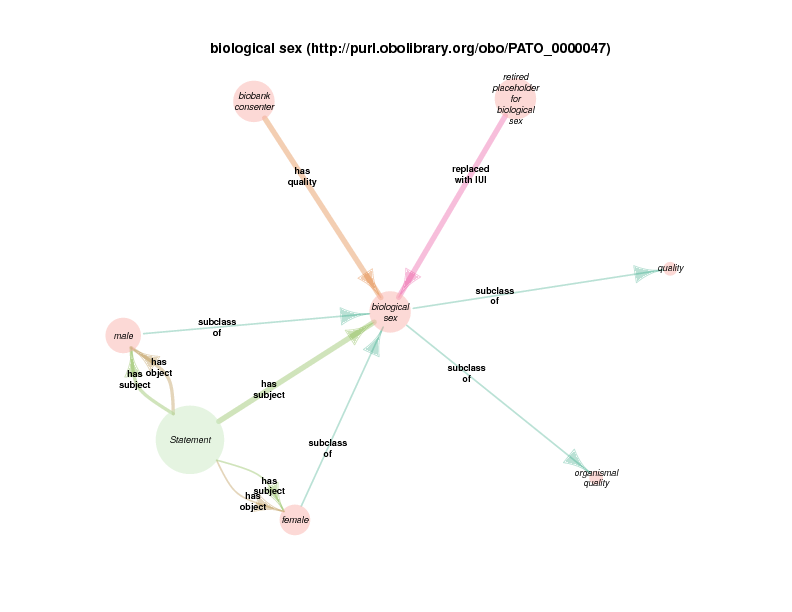 biological sex (http://purl.obolibrary.org/obo/PATO_0000047)
biobank
consenter
retired
placeholder
for
biological
sex
has
quality
replaced
with IUI
quality
subclass
of
biological
sex
subclass
of
male
has
object
has
subject
subclass
of
has
subject
Statement
subclass
of
organismal
quality
has
subject
has
object
female